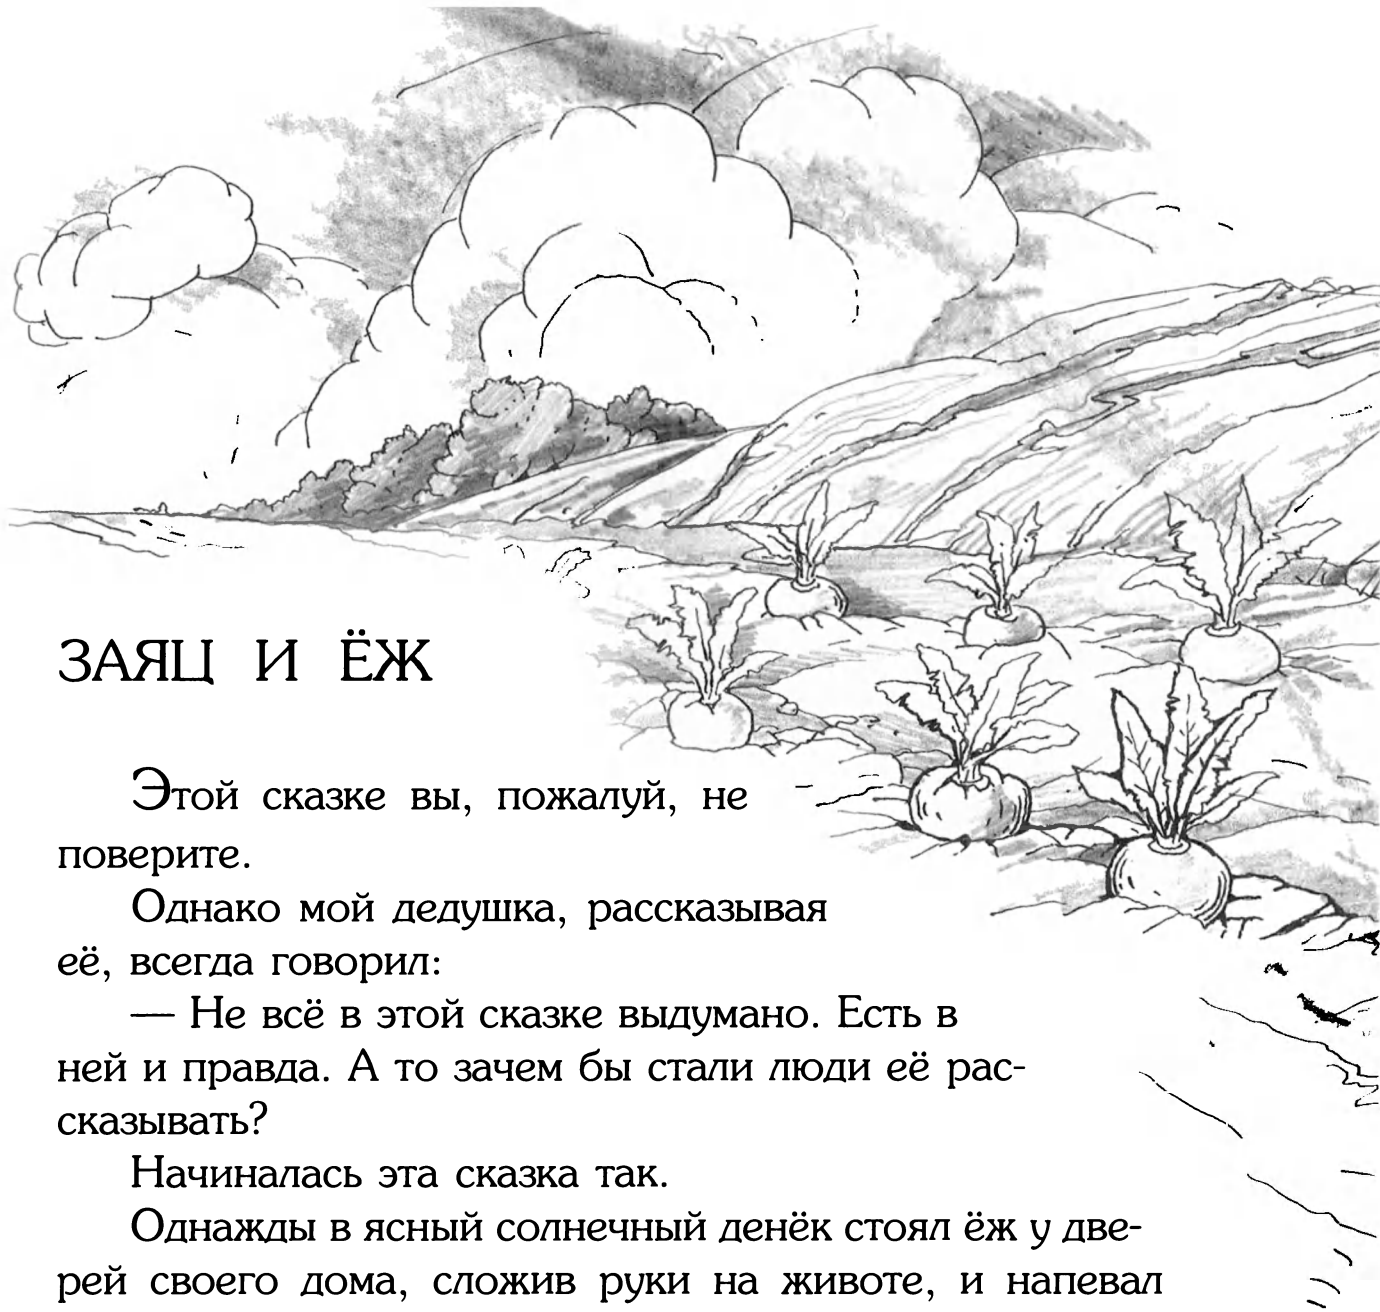 ЗАЯЦ И ЁЖ
Этой сказке вы, пожалуй, не
поверите.
Однако мой дедушка, рассказывая
её, всегда говорил:
— Не всё в этой сказке выдумано. Есть в
ней и правда. А то зачем бы стали люди её рас-
сказывать?
Начиналась эта сказка так.
Однажды в ясный солнечный денёк стоял ёж у две-
рей своего дома, сложив руки на животе, и напевал